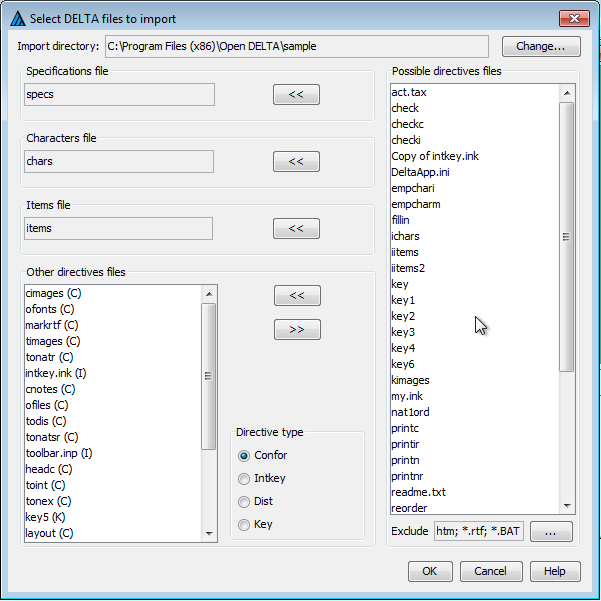 Select DELTA files to import
Import directory: C:\Program Files (x86)\Open DELTA\sample Change...
Specifications file
specs <<
Characters file
chars <<
Items file
items <<
Other directives files
cimages (C)
ofonts (C)
markrtf (C)
timages (C)
tonatr (C)
intkey.ink (I)
cnotes (C)
ofiles (C)
todis (C)
tonatsr (C)
toolbar.inp (I)
headc (C)
toint (C)
tonex (C)
key5 (K)
layout (C)
<<
>>
Directive type
Confor
Intkey
Dist
Key
Possible directives files
act.tax
check
checkc
checki
Copy of intkey.ink
DeltaApp.ini
empchari
empcharm
fillin
ichars
iitems
iitems2
key
key1
key2
key3
key4
key6
kimages
my.ink
nat1ord
printc
printir
printn
printnr
readme.txt
reorder
Exclude htm; *.rtf; *.BAT ...
OK Cancel Help